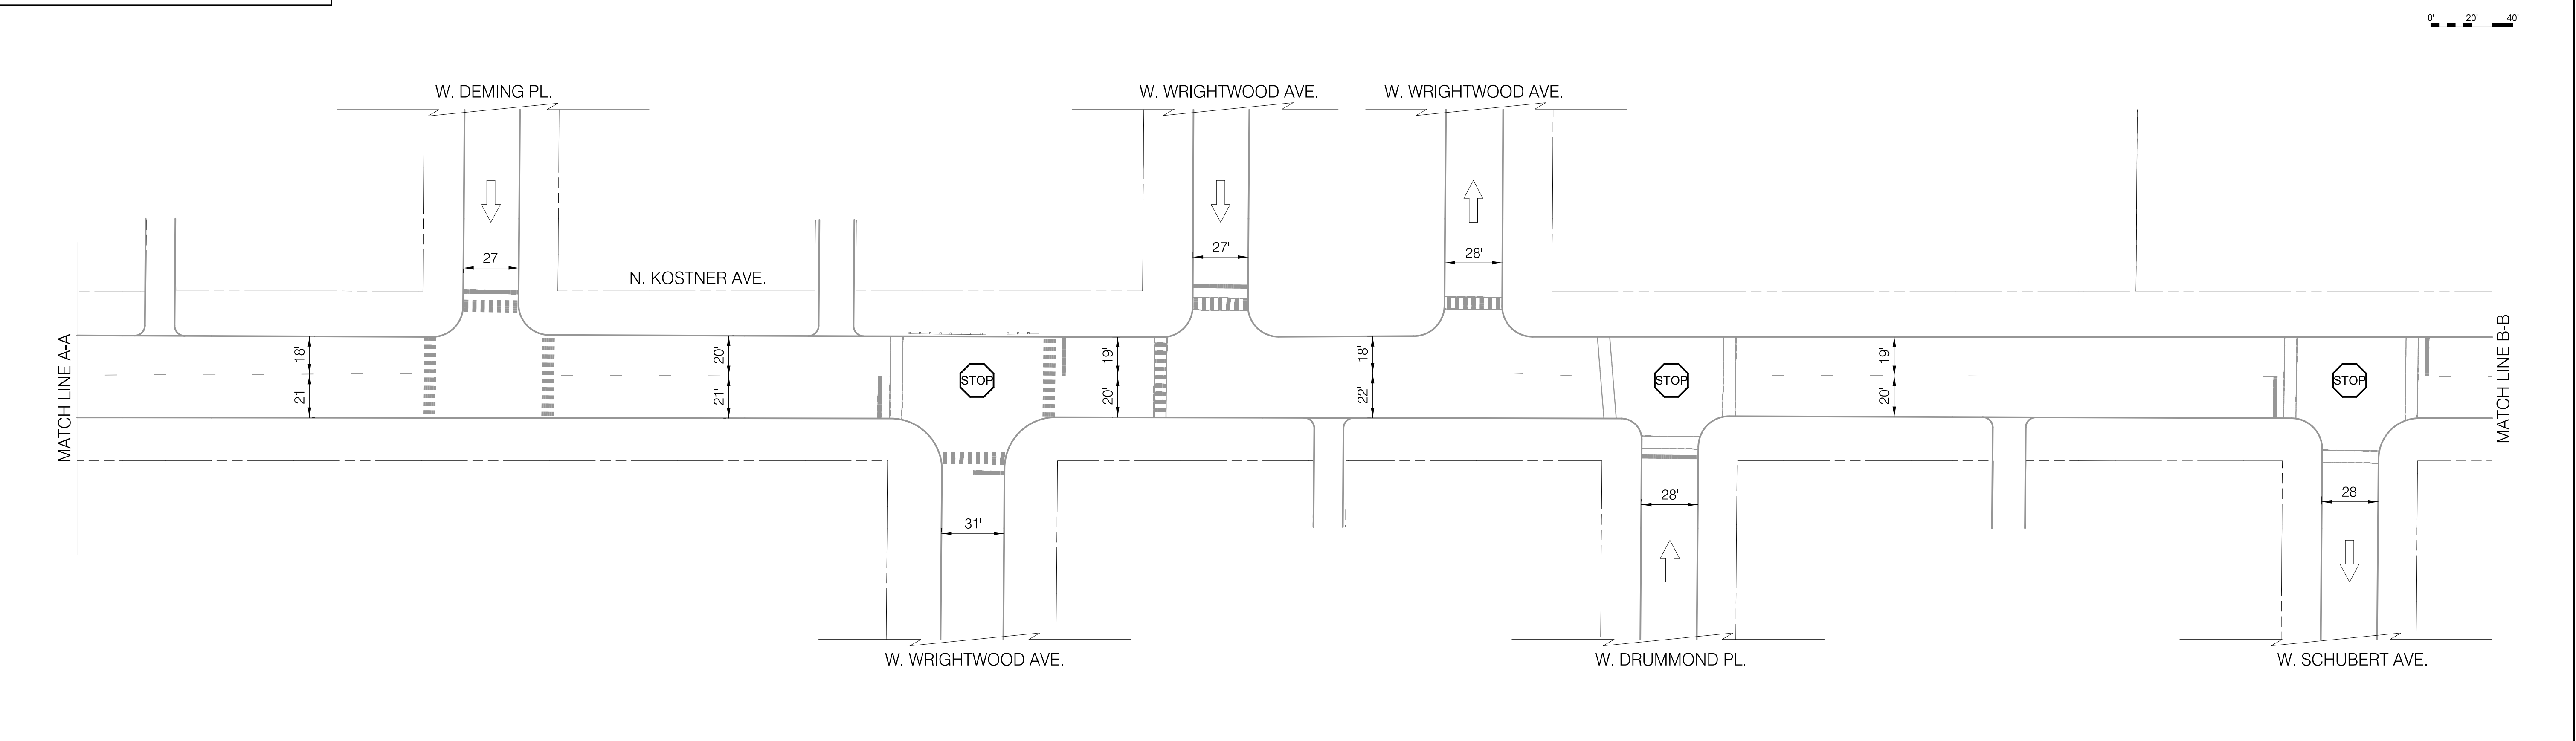 0' 20' 40'
W. DEMING PL.
W. WRIGHTWOOD AVE.
W. WRIGHTWOOD AVE.
27'
27'
28'
N. KOSTNER AVE.
MATCH LINE A-A
18'
21'
20'
21'
STOP
19'
20'
18'
22'
STOP
19'
20'
STOP
MATCH LINE B-B
31'
28'
28'
W. WRIGHTWOOD AVE.
W. DRUMMOND PL.
W. SCHUBERT AVE.